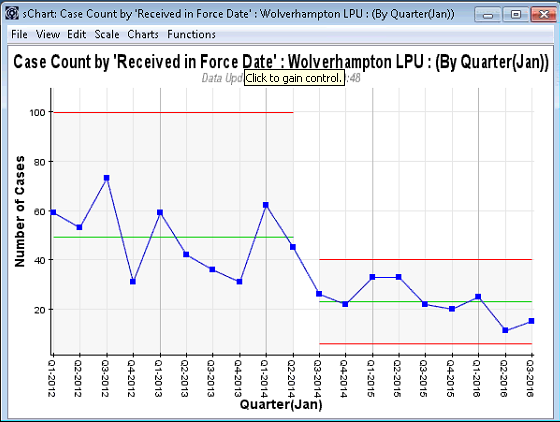 sChart: Case Count by 'Received in Force Date' : Wolverhampton LPU : (By Quarter(Jan))
File View Edit Scale Charts Functions
Case Count by 'Received in Force Date' : Wolverhampton LPU : (By Quarter(Jan))
Data Upd
:48
Click to gain control.
Number of Cases
100
80
60
40
20
Q1-2012 Q2-2012 Q3-2012 Q4-2012 Q1-2013 Q2-2013 Q3-2013 Q4-2013 Q1-2014 Q2-2014 Q3-2014 Q4-2014 Q1-2015 Q2-2015 Q3-2015 Q4-2015 Q1-2016 Q2-2016 Q3-2016
Quarter(Jan)